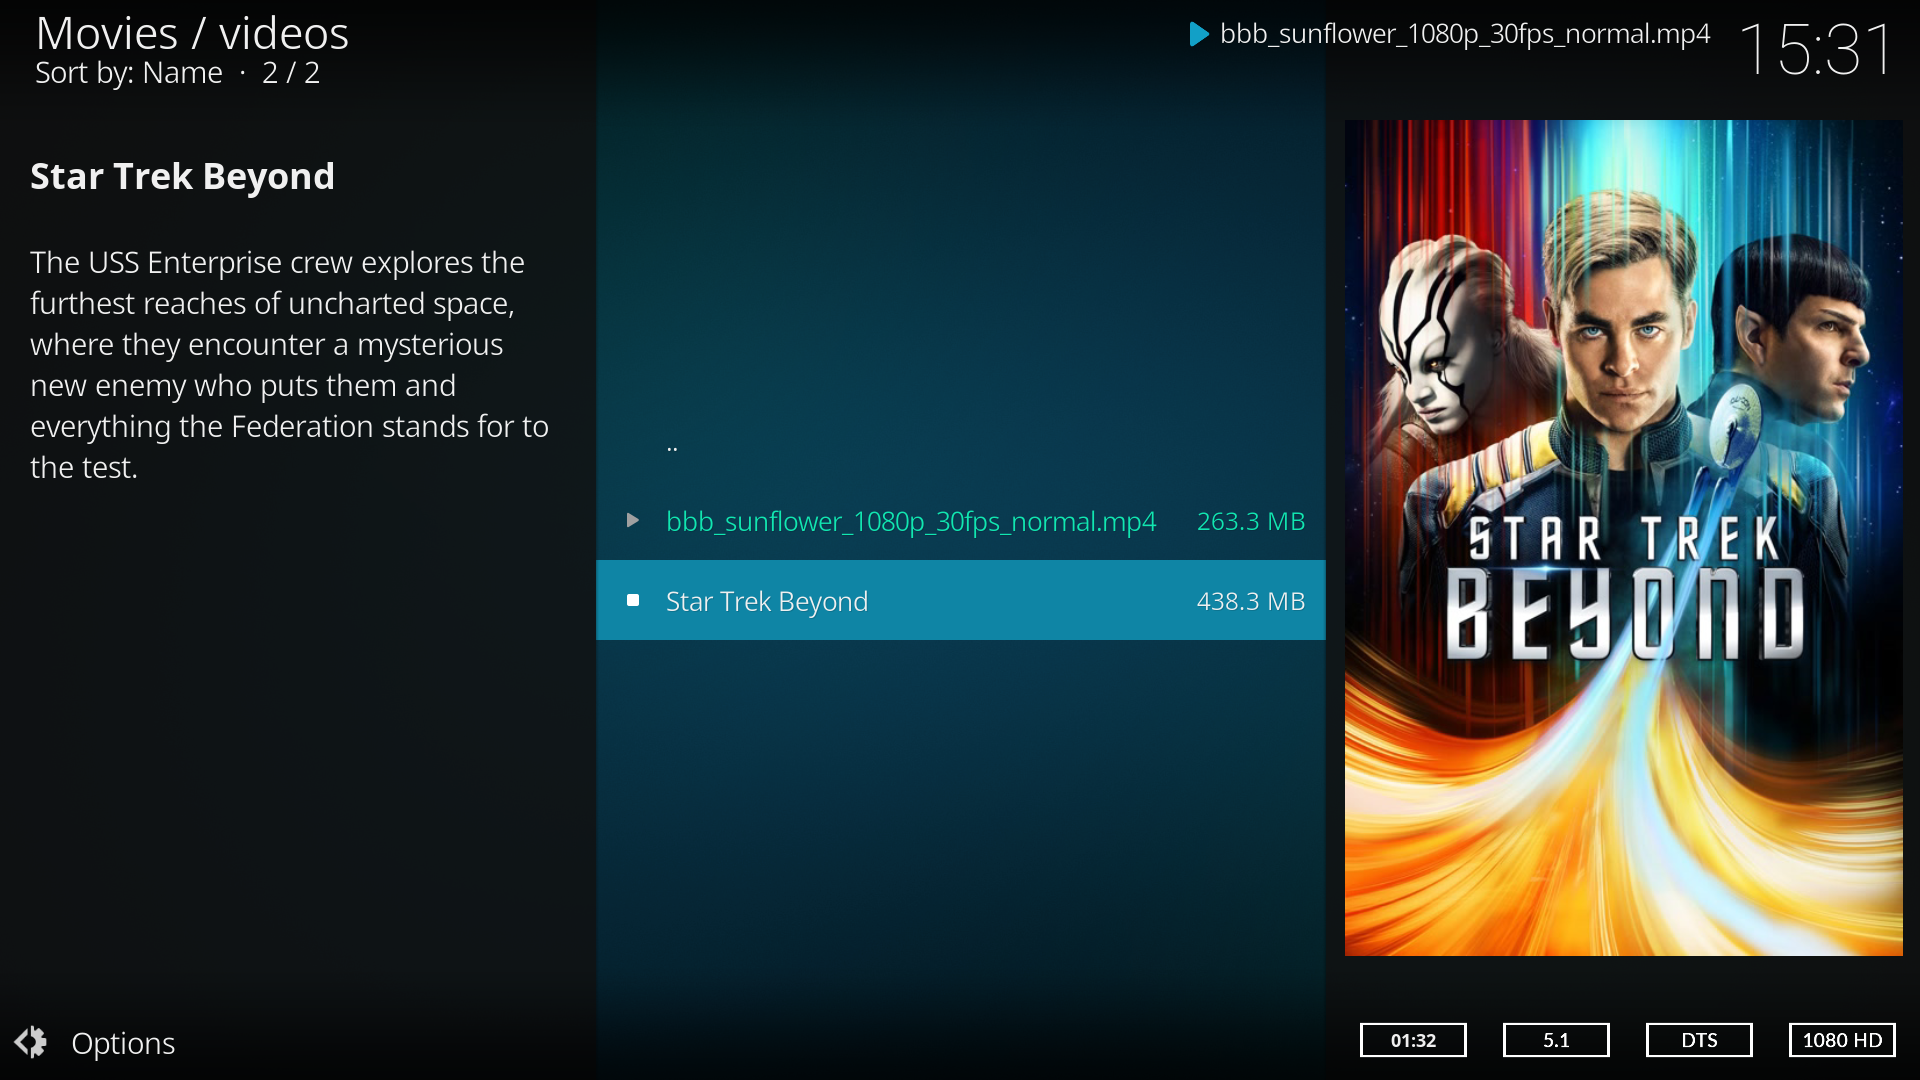 Movies / videos
Sort by: Name · 2 / 2
bbb_sunflower_1080p_30fps_normal.mp4
15:31
Star Trek Beyond
The USS Enterprise crew explores the
furthest reaches of uncharted space,
where they encounter a mysterious
new enemy who puts them and
everything the Federation stands for to
the test.
..
bbb_sunflower_1080p_30fps_normal.mp4 263.3 MB
Star Trek Beyond 438.3 MB
STAR TREK
BEYOND
Options
01:32
5.1
DTS
1080 HD